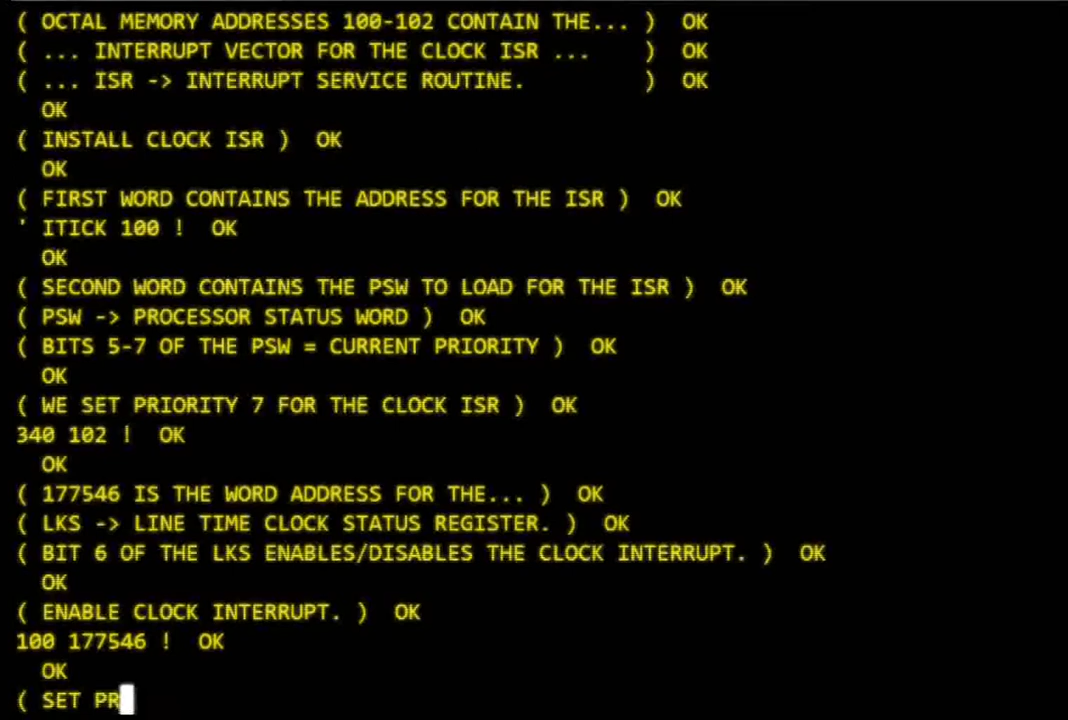 ( OCTAL MEMORY ADDRESSES 100-102 CONTAIN THE... ) OK
( ... INTERRUPT VECTOR FOR THE CLOCK ISR ... ) OK
( ... ISR -> INTERRUPT SERVICE ROUTINE. ) OK
OK
( INSTALL CLOCK ISR ) OK
OK
( FIRST WORD CONTAINS THE ADDRESS FOR THE ISR ) OK
' ITICK 100 ! OK
OK
( SECOND WORD CONTAINS THE PSW TO LOAD FOR THE ISR ) OK
( PSW -> PROCESSOR STATUS WORD ) OK
( BITS 5-7 OF THE PSW = CURRENT PRIORITY ) OK
OK
( WE SET PRIORITY 7 FOR THE CLOCK ISR ) OK
340 102 ! OK
OK
( 177546 IS THE WORD ADDRESS FOR THE... ) OK
( LKS -> LINE TIME CLOCK STATUS REGISTER. ) OK
( BIT 6 OF THE LKS ENABLES/DISABLES THE CLOCK INTERRUPT. ) OK
OK
( ENABLE CLOCK INTERRUPT. ) OK
100 177546 ! OK
OK
( SET PR